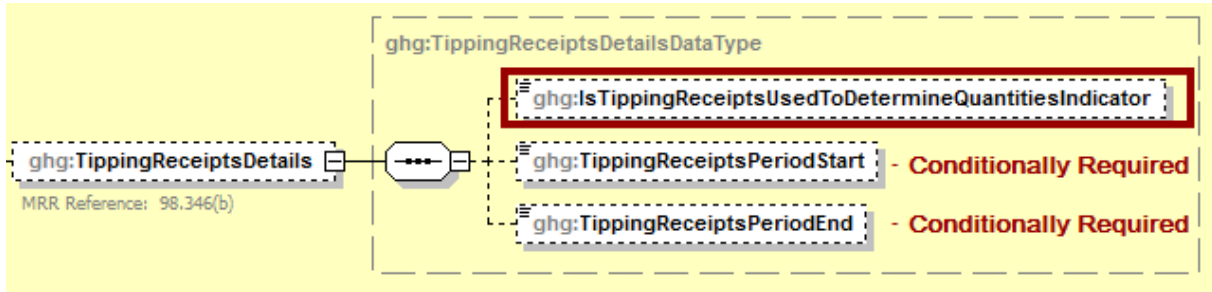 ghg:TippingReceiptsDetailsDataType
ghg:IsTippingReceiptsUsedToDetermineQuantitiesIndicator
ghg:TippingReceiptsDetails
ghg:TippingReceiptsPeriodStart - Conditionally Required
MRR Reference: 98.346(b)
ghg:TippingReceiptsPeriodEnd - Conditionally Required